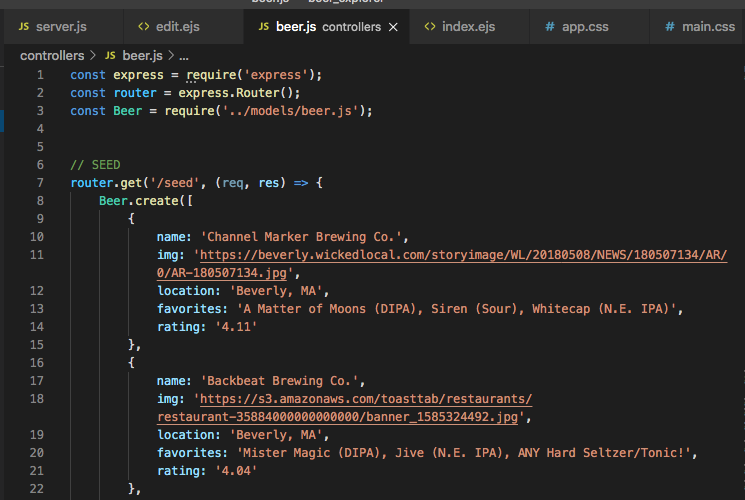 JS server.js <> edit.ejs JS beer.js controllers × <> index.ejs # app.css # main.css
controllers > JS beer.js > ...
1 const express = require('express');
2 const router = express.Router();
3 const Beer = require('../models/beer.js');
4
5
6 // SEED
7 router.get('/seed', (req, res) => {
8 Beer.create([
9 {
10 name: 'Channel Marker Brewing Co.',
11 img: 'https://beverly.wickedlocal.com/storyimage/WL/20180508/NEWS/180507134/AR/
0/AR-180507134.jpg',
12 location: 'Beverly, MA',
13 favorites: 'A Matter of Moons (DIPA), Siren (Sour), Whitecap (N.E. IPA)',
14 rating: '4.11'
15 },
16 {
17 name: 'Backbeat Brewing Co.',
18 img: 'https://s3.amazonaws.com/toasttab/restaurants/
restaurant-35884000000000000/banner_1585324492.jpg',
19 location: 'Beverly, MA',
20 favorites: 'Mister Magic (DIPA), Jive (N.E. IPA), ANY Hard Seltzer/Tonic!',
21 rating: '4.04'
22 },